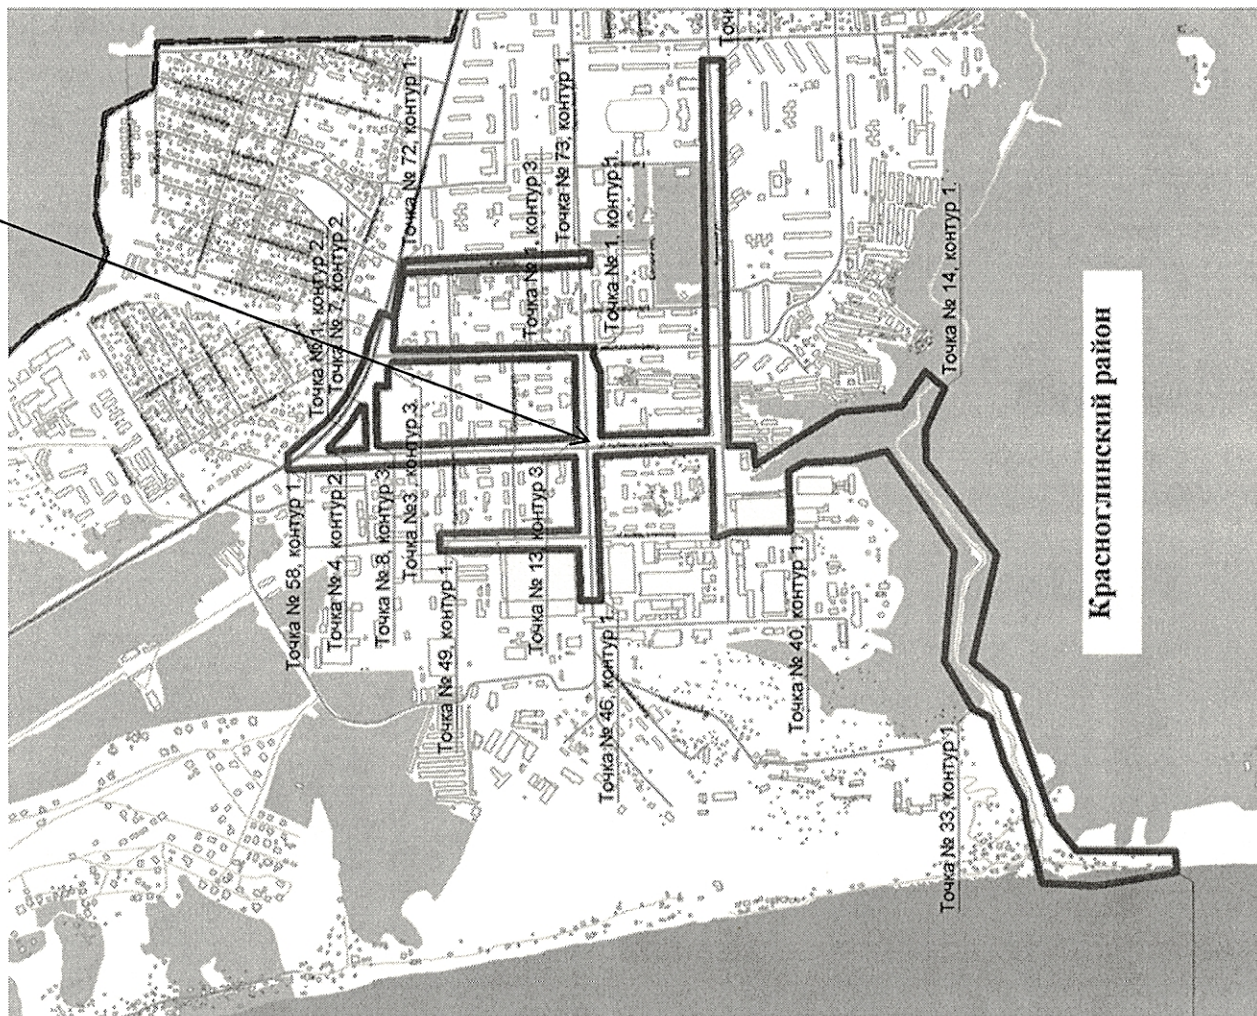 Точка № 58, контур 1.
Точка № 1, контур 2.
Точка № 4, контур 2.
Точка № 7, контур 2.
Точка № 8, контур 3.
Точка №3, контур 3.
Точка № 72, контур 1.
Точка № 49, контур 1.
Точка № 13, контур 3.
Точка № 1, контур 3.
Точка № 73, контур 1.
Точка № 46, контур 1.
Точка № 1, контур 1.
Точка № 40, контур 1.
Точка № 33, контур 1.
Точка № 14, контур 1.
Красноглинский район